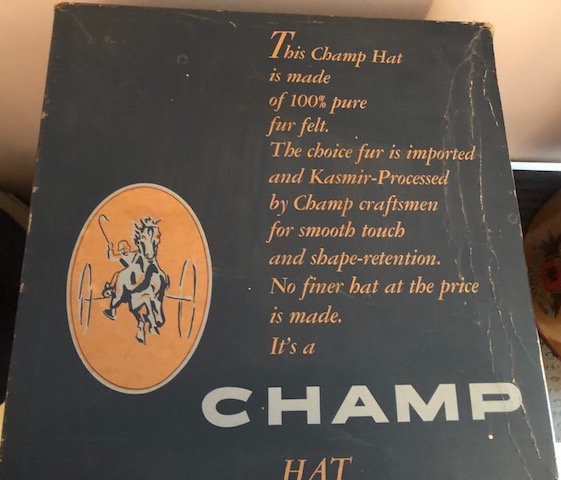 This Champ Hat
is made
of 100% pure
fur felt.
The choice fur is imported
and Kasmir-Processed
by Champ craftsmen
for smooth touch
and shape-retention.
No finer hat at the price
is made.
It's a
CHAMP
HAT